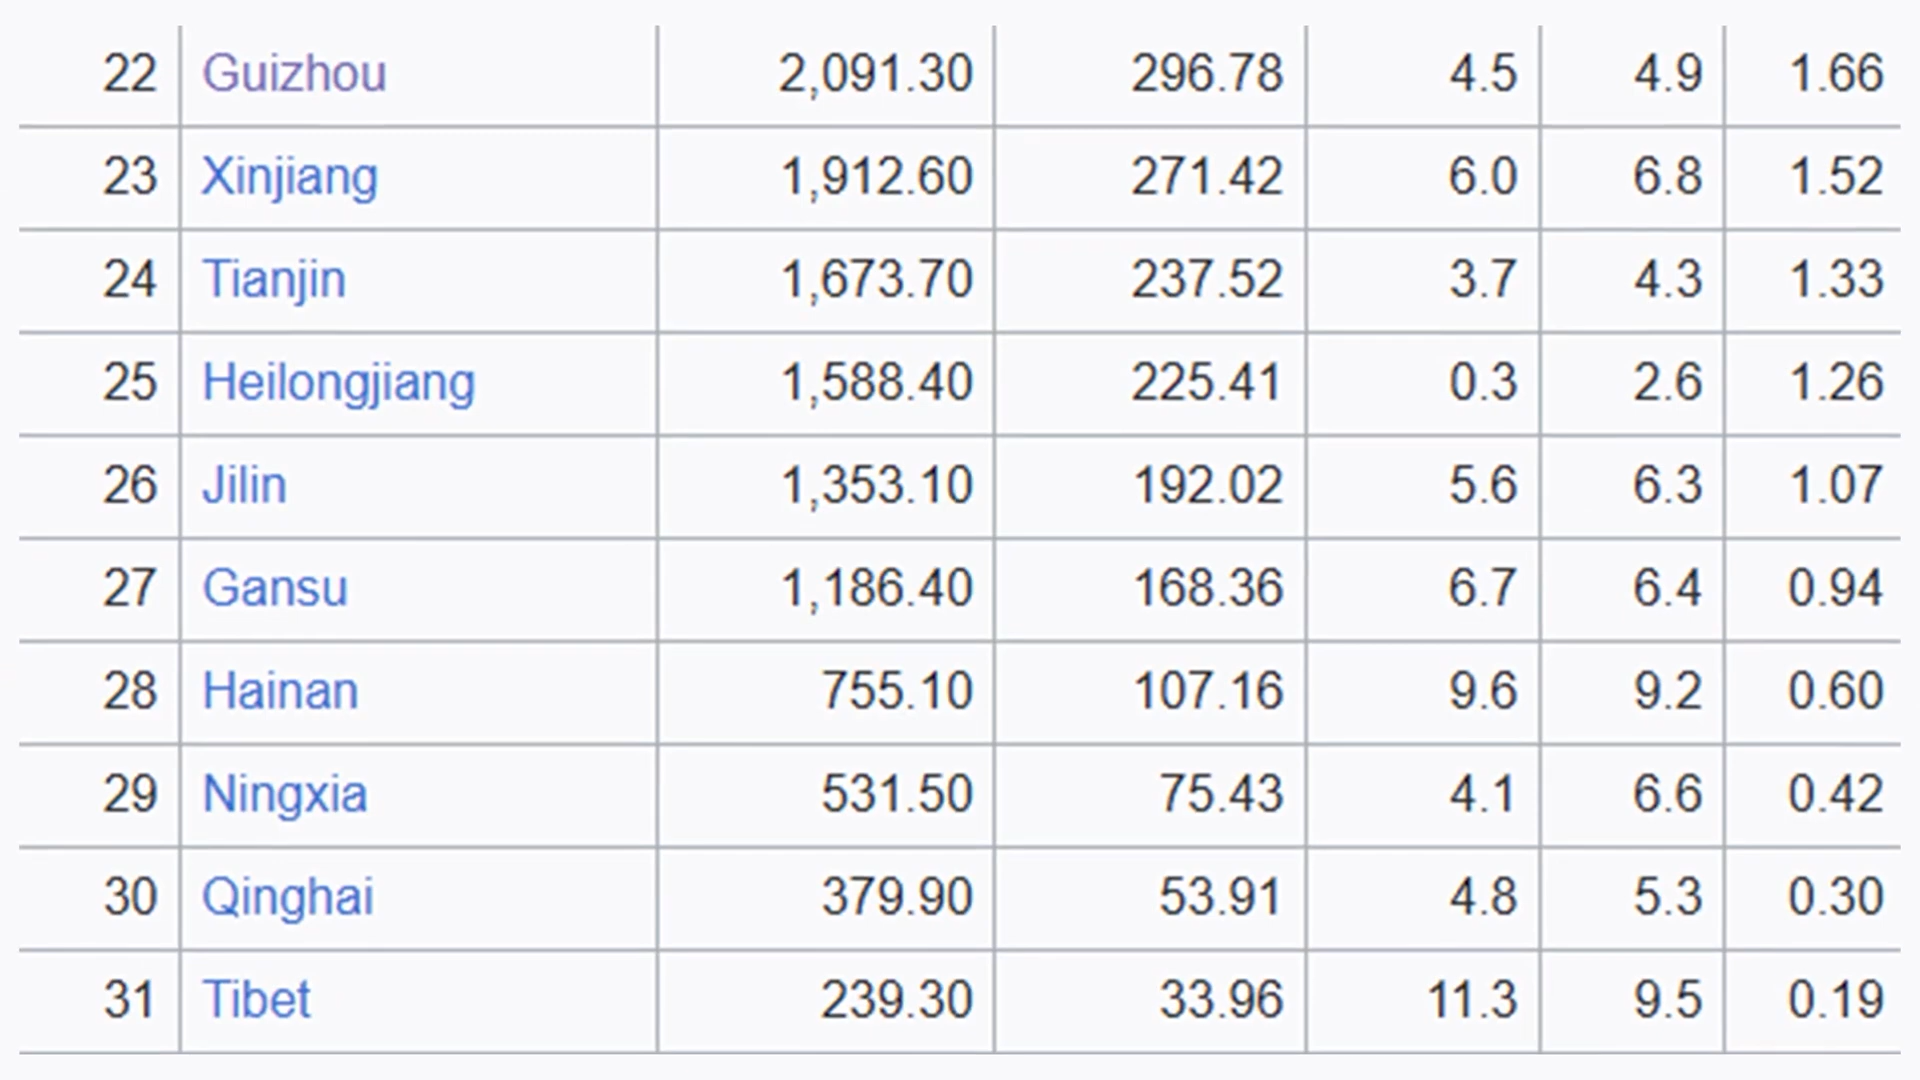 22 Guizhou 2,091.30 296.78 4.5 4.9 1.66
23 Xinjiang 1,912.60 271.42 6.0 6.8 1.52
24 Tianjin 1,673.70 237.52 3.7 4.3 1.33
25 Heilongjiang 1,588.40 225.41 0.3 2.6 1.26
26 Jilin 1,353.10 192.02 5.6 6.3 1.07
27 Gansu 1,186.40 168.36 6.7 6.4 0.94
28 Hainan 755.10 107.16 9.6 9.2 0.60
29 Ningxia 531.50 75.43 4.1 6.6 0.42
30 Qinghai 379.90 53.91 4.8 5.3 0.30
31 Tibet 239.30 33.96 11.3 9.5 0.19